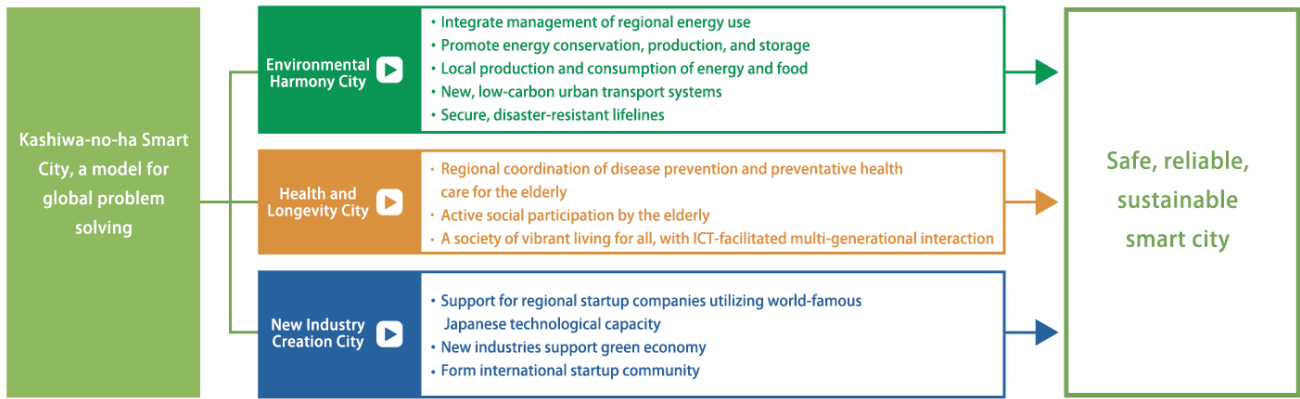 Kashiwa-no-ha Smart
City, a model for
global problem
solving
Environmental
Harmony City
• Integrate management of regional energy use
• Promote energy conservation, production, and storage
• Local production and consumption of energy and food
• New, low-carbon urban transport systems
• Secure, disaster-resistant lifelines
Health and
Longevity City
• Regional coordination of disease prevention and preventative health
care for the elderly
• Active social participation by the elderly
• A society of vibrant living for all, with ICT-facilitated multi-generational interaction
New Industry
Creation City
• Support for regional startup companies utilizing world-famous
Japanese technological capacity
• New industries support green economy
• Form international startup community
Safe, reliable,
sustainable
smart city